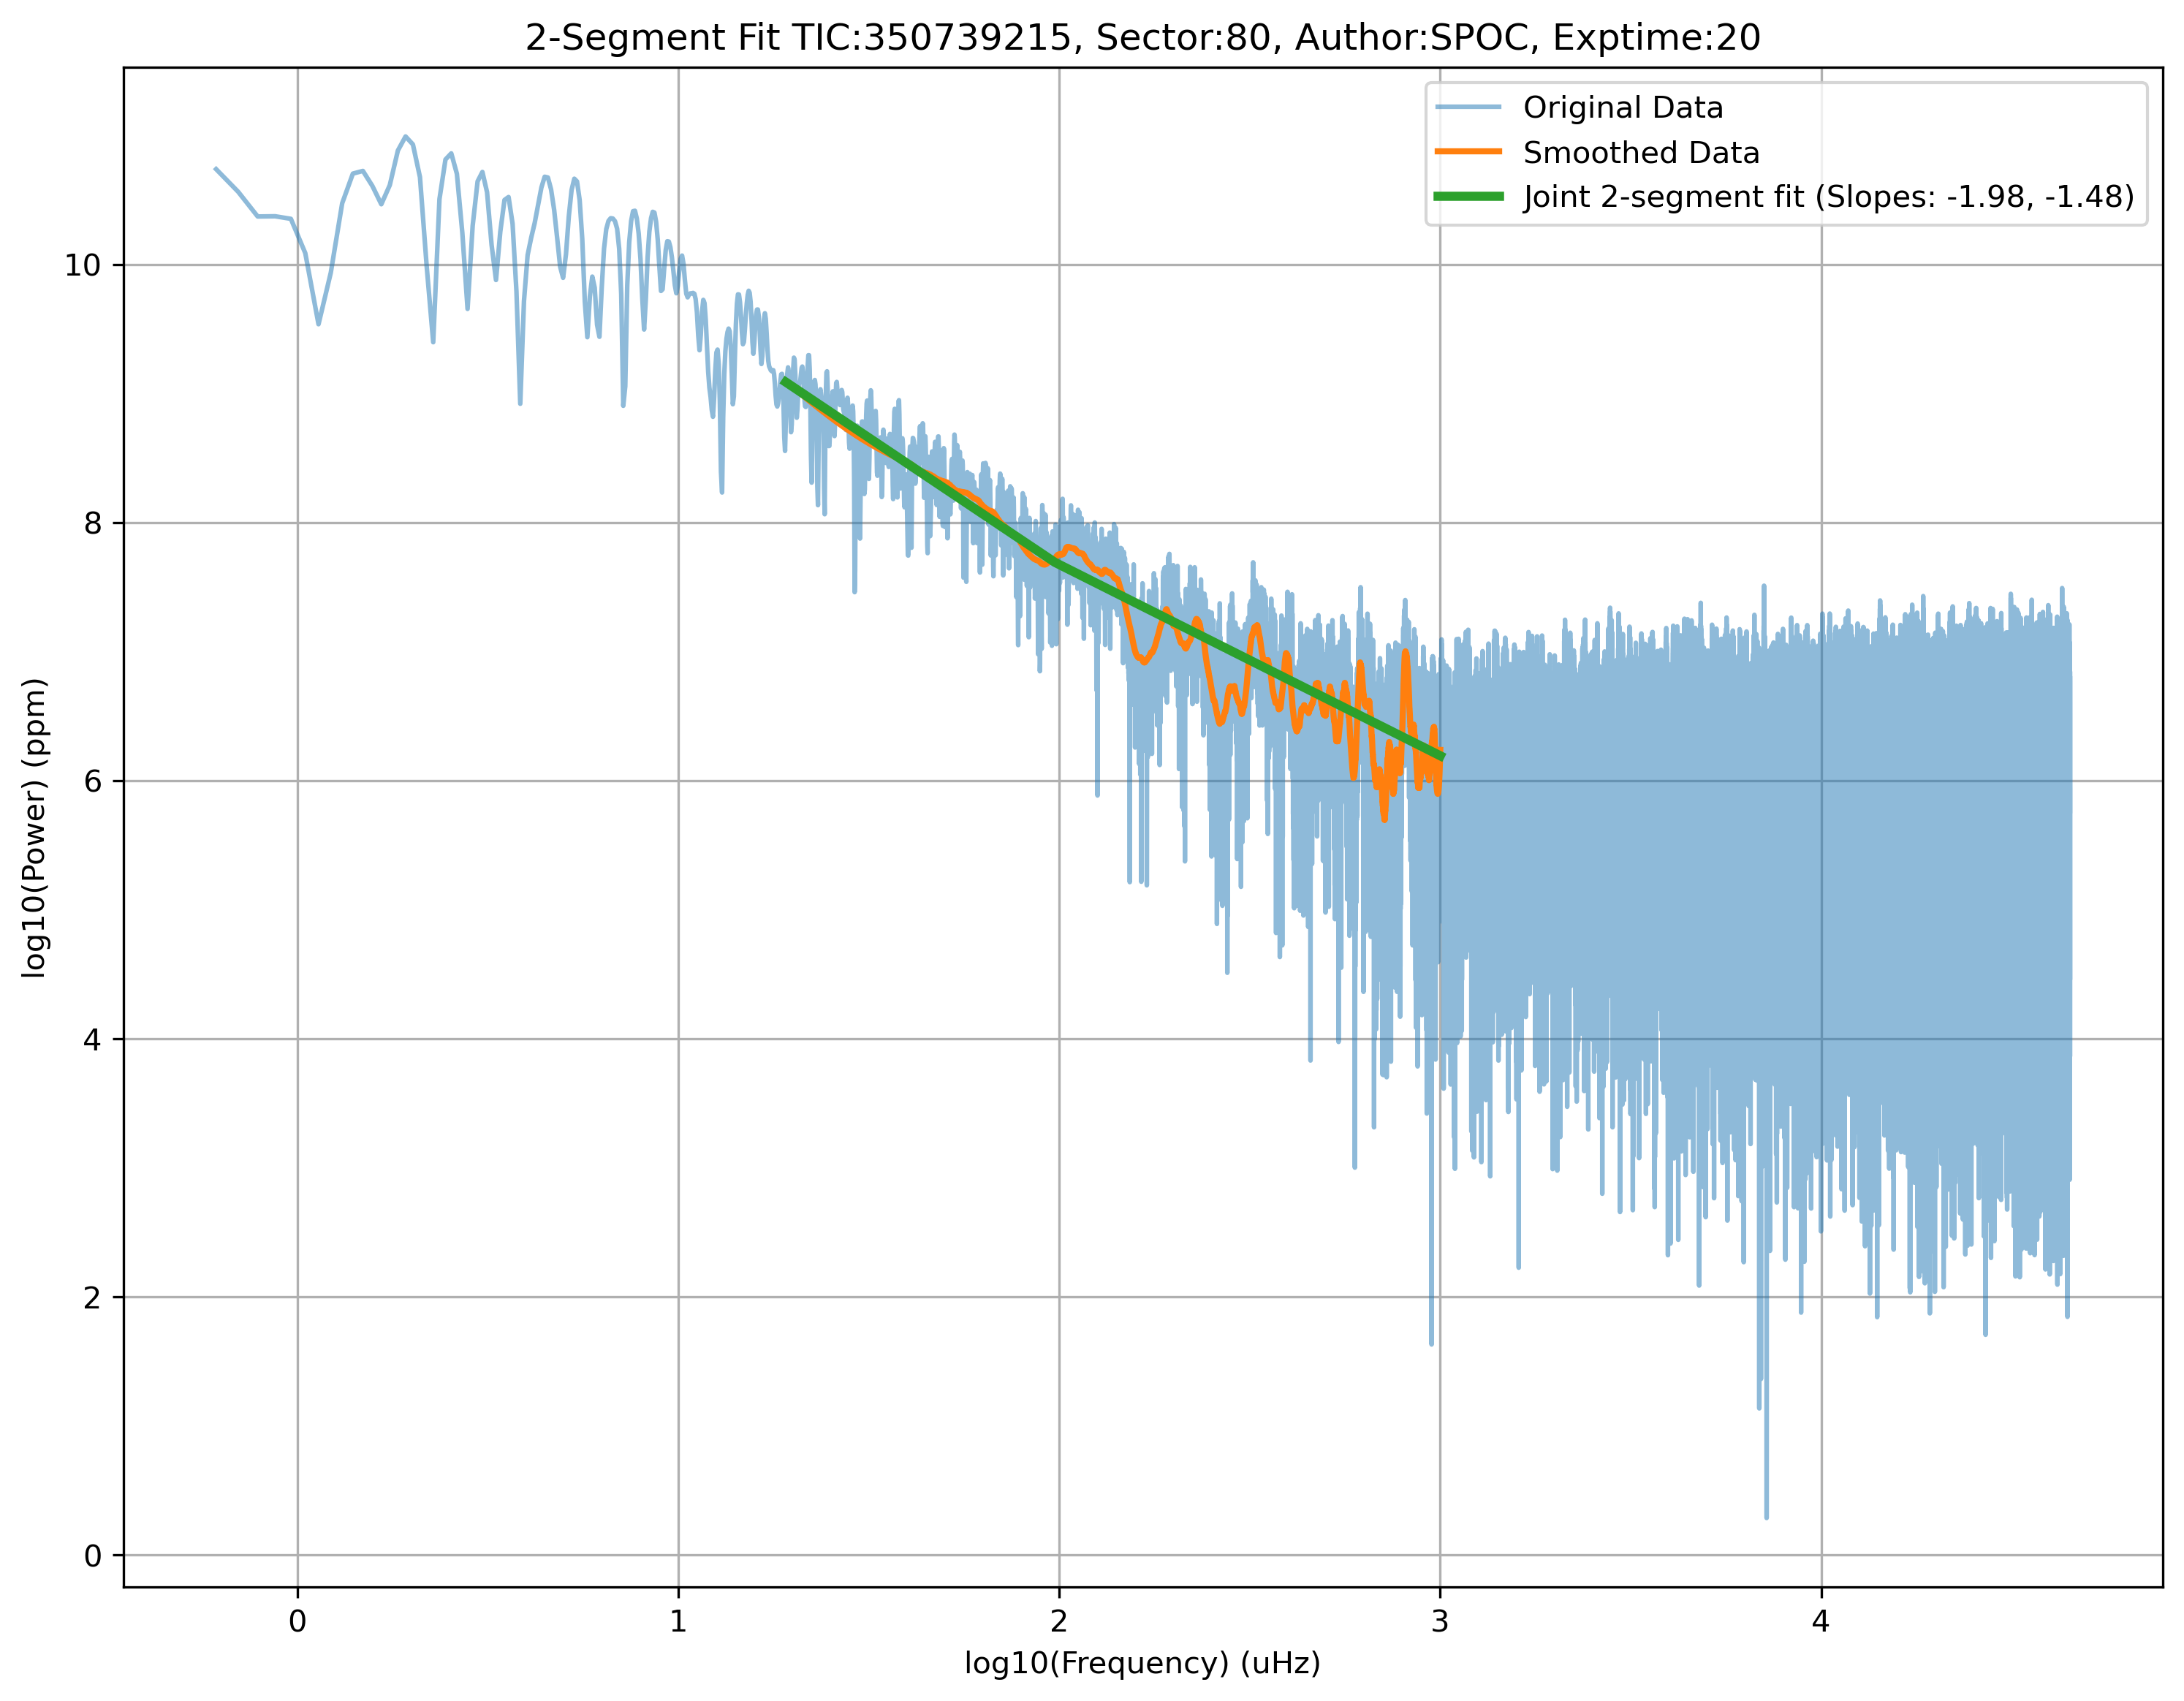 2-Segment Fit TIC:350739215, Sector:80, Author:SPOC, Exptime:20
Original Data
Smoothed Data
Joint 2-segment fit (Slopes: -1.98, -1.48)
log10(Power) (ppm)
10
8
6
4
2
0
0 1 2 3 4
log10(Frequency) (uHz)